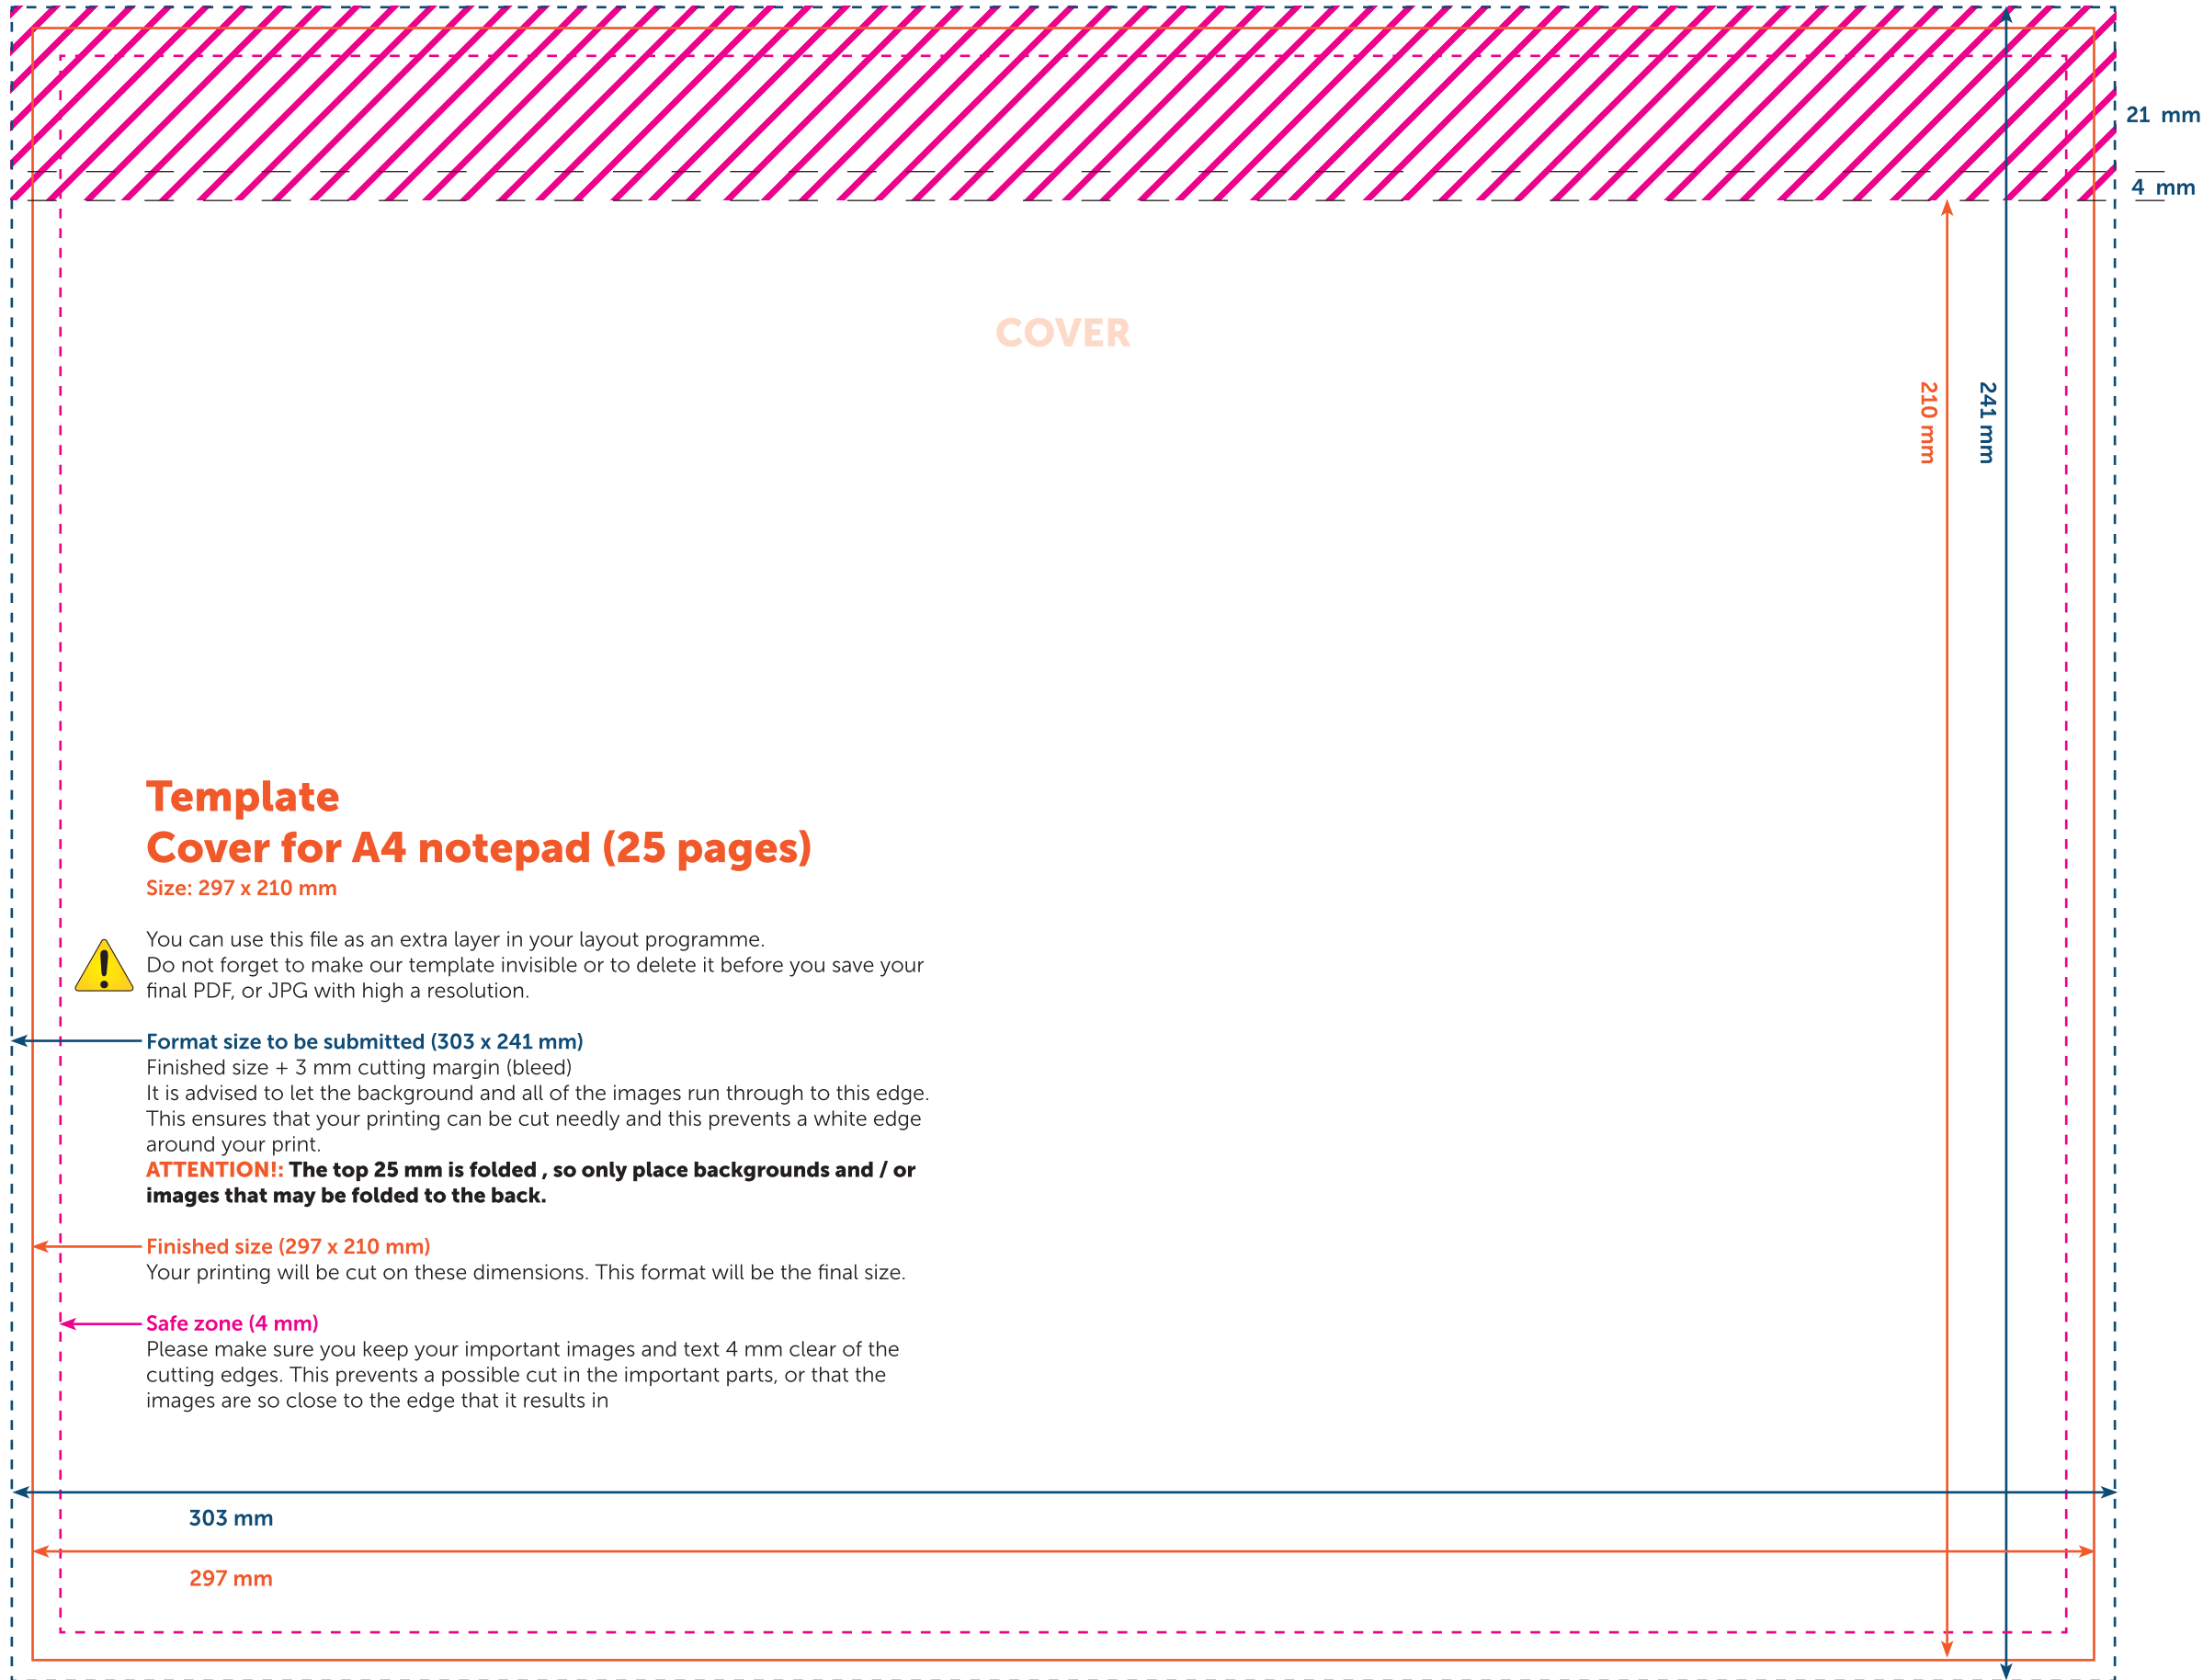 21 mm
4 mm
COVER
210 mm
241 mm
Template
Cover for A4 notepad (25 pages)
Size: 297 x 210 mm
You can use this file as an extra layer in your layout programme.
Do not forget to make our template invisible or to delete it before you save your
final PDF, or JPG with high a resolution.
Format size to be submitted (303 x 241 mm)
Finished size + 3 mm cutting margin (bleed)
It is advised to let the background and all of the images run through to this edge.
This ensures that your printing can be cut needly and this prevents a white edge
around your print.
ATTENTION!: The top 25 mm is folded , so only place backgrounds and / or
images that may be folded to the back.
Finished size (297 x 210 mm)
Your printing will be cut on these dimensions. This format will be the final size.
Safe zone (4 mm)
Please make sure you keep your important images and text 4 mm clear of the
cutting edges. This prevents a possible cut in the important parts, or that the
images are so close to the edge that it results in
303 mm
297 mm